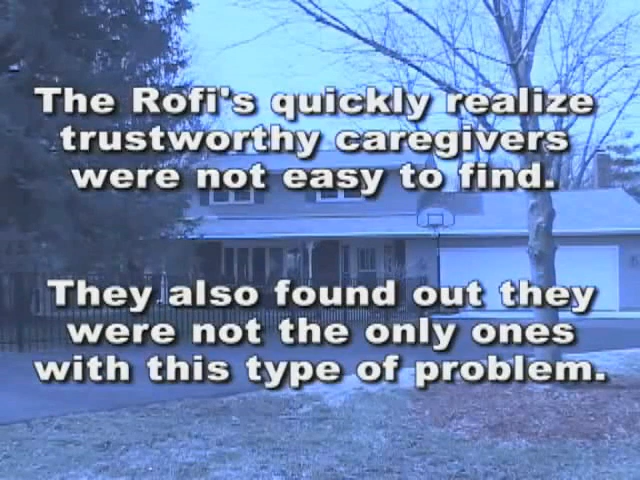 The Rofi's quickly realize
trustworthy caregivers
were not easy to find.
They also found out they
were not the only ones
with this type of problem.